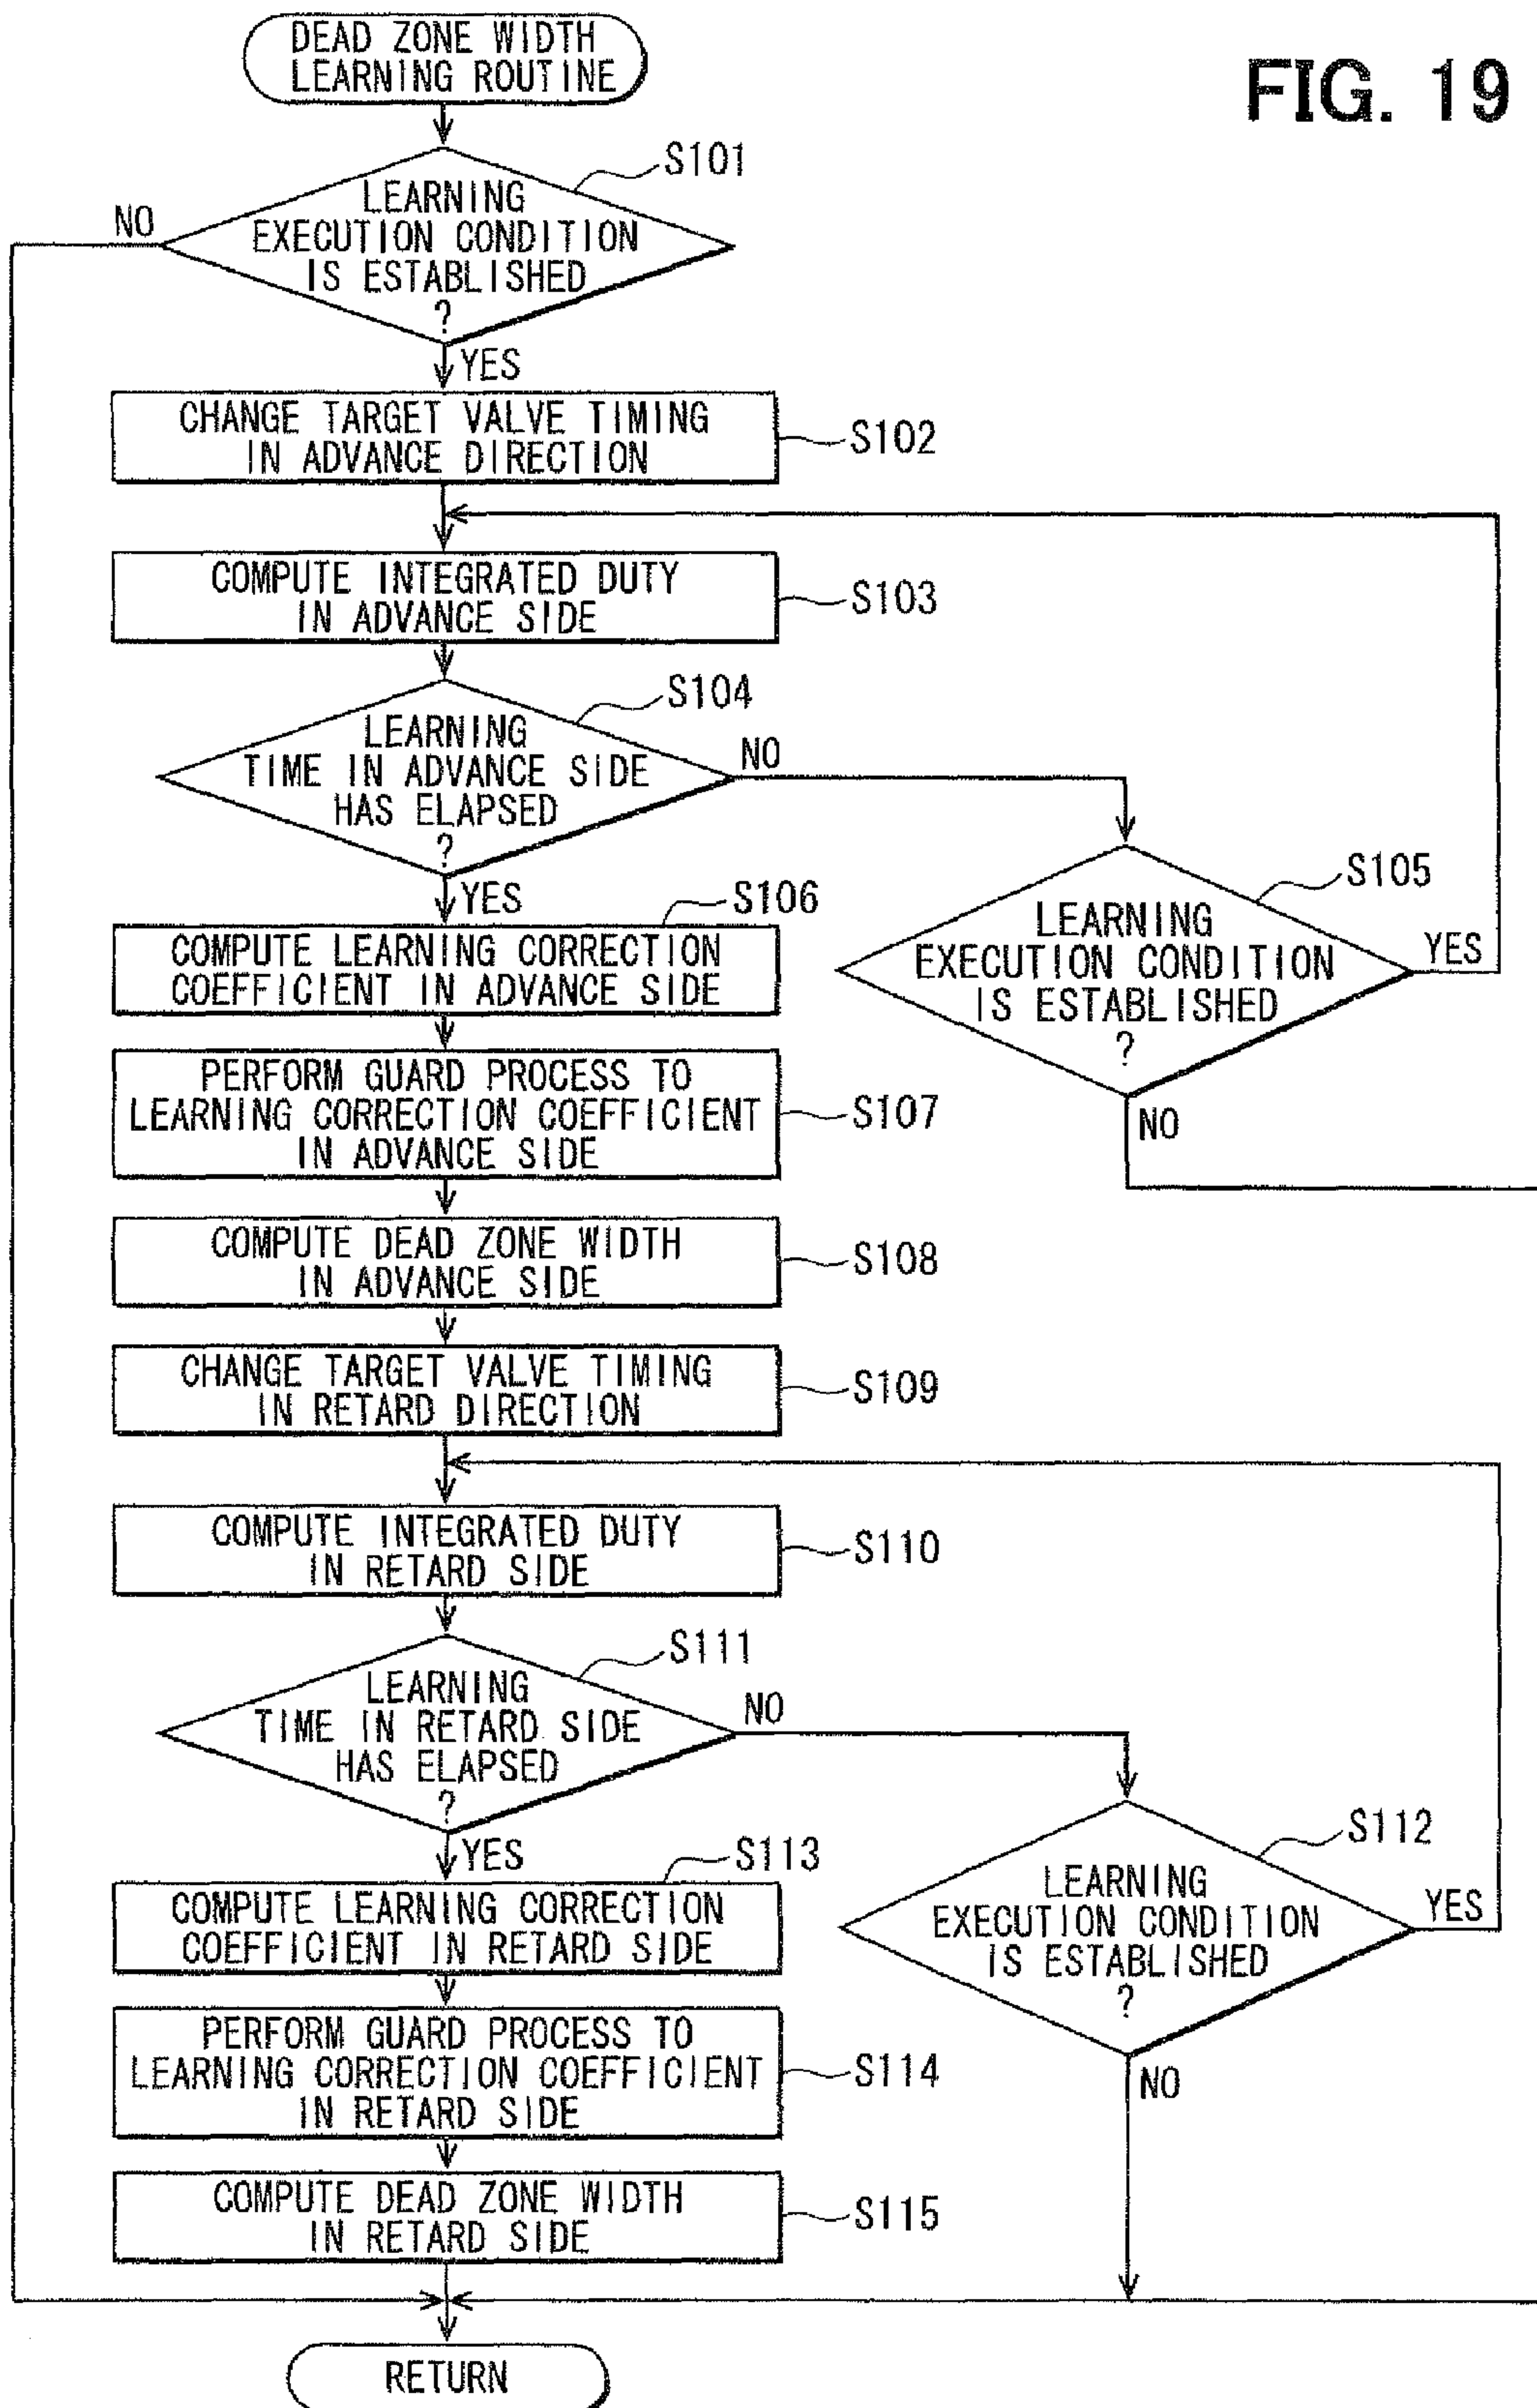 DEAD ZONE WIDTH
LEARNING ROUTINE
FIG. 19
S101
LEARNING
EXECUTION CONDITION
IS ESTABLISHED
?
NO
YES
CHANGE TARGET VALVE TIMING
IN ADVANCE DIRECTION
S102
COMPUTE INTEGRATED DUTY
IN ADVANCE SIDE
S103
S104
LEARNING
TIME IN ADVANCE SIDE
HAS ELAPSED
?
NO
YES
S105
LEARNING
EXECUTION CONDITION
IS ESTABLISHED
?
YES
NO
S106
COMPUTE LEARNING CORRECTION
COEFFICIENT IN ADVANCE SIDE
PERFORM GUARD PROCESS TO
LEARNING CORRECTION COEFFICIENT
IN ADVANCE SIDE
S107
COMPUTE DEAD ZONE WIDTH
IN ADVANCE SIDE
S108
CHANGE TARGET VALVE TIMING
IN RETARD DIRECTION
S109
COMPUTE INTEGRATED DUTY
IN RETARD SIDE
S110
S111
LEARNING
TIME IN RETARD SIDE
HAS ELAPSED
?
NO
YES
S112
LEARNING
EXECUTION CONDITION
IS ESTABLISHED
?
YES
NO
S113
COMPUTE LEARNING CORRECTION
COEFFICIENT IN RETARD SIDE
PERFORM GUARD PROCESS TO
LEARNING CORRECTION COEFFICIENT
IN RETARD SIDE
S114
COMPUTE DEAD ZONE WIDTH
IN RETARD SIDE
S115
RETURN